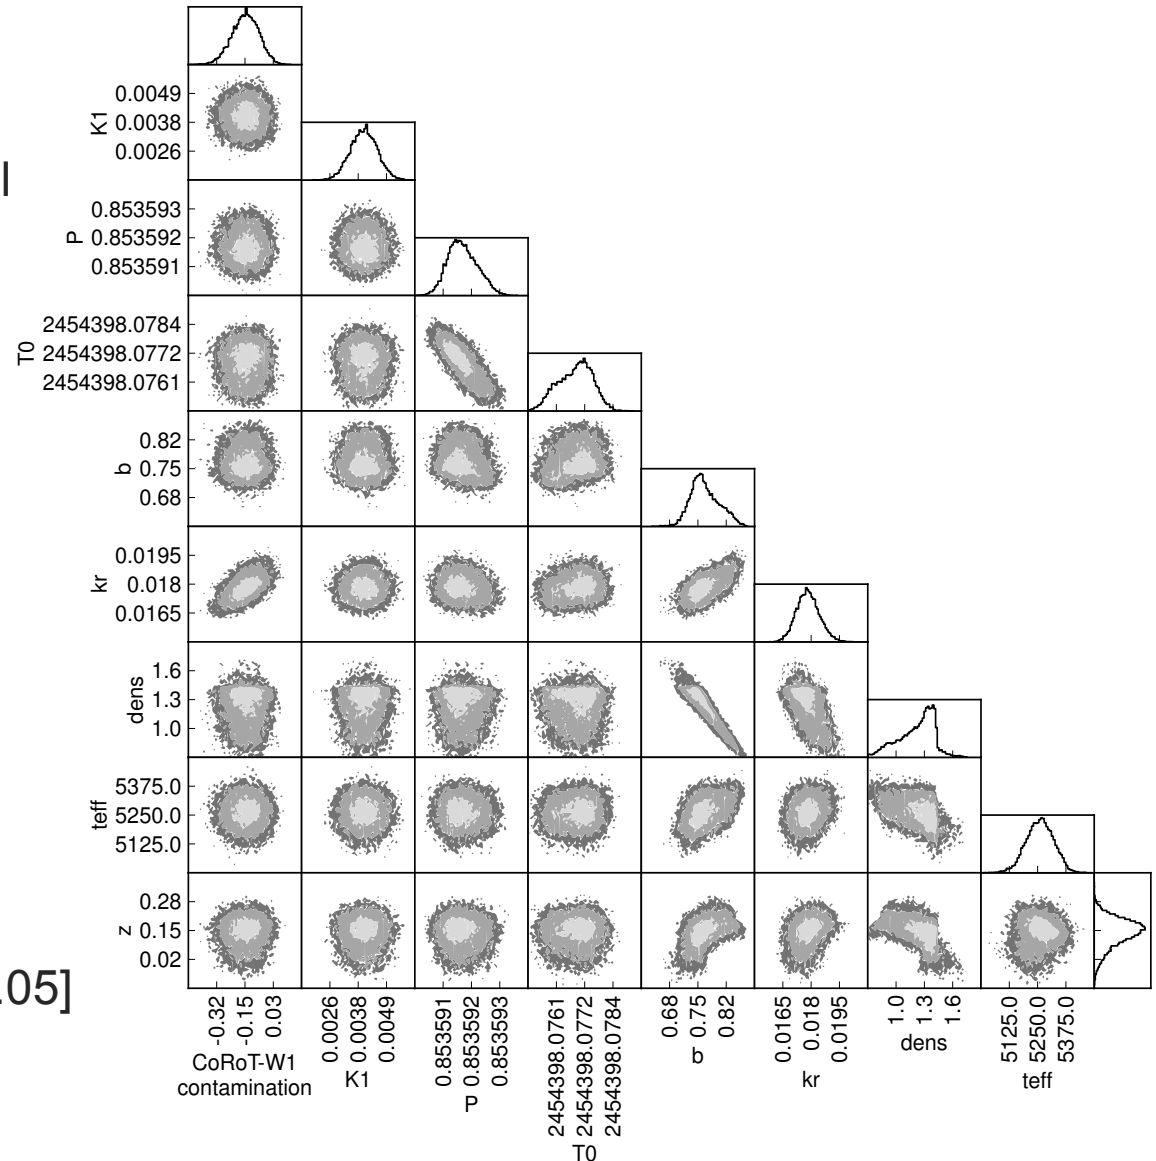 0.0049
K1 0.0038
0.0026
l
0.853593
P 0.853592
0.853591
2454398.0784
T0 2454398.0772
2454398.0761
0.82
b 0.75
0.68
0.0195
kr 0.018
0.0165
1.6
dens 1.3
1.0
5375.0
teff 5250.0
5125.0
0.28
z 0.15
0.02
.05]
-0.32 -0.15 0.03
CoRoT-W1
contamination
0.0026 0.0038 0.0049
K1
0.853591 0.853592 0.853593
P
2454398.0761 2454398.0772 2454398.0784
T0
0.68 0.75 0.82
b
0.0165 0.018 0.0195
kr
1.0 1.3 1.6
dens
5125.0 5250.0 5375.0
teff